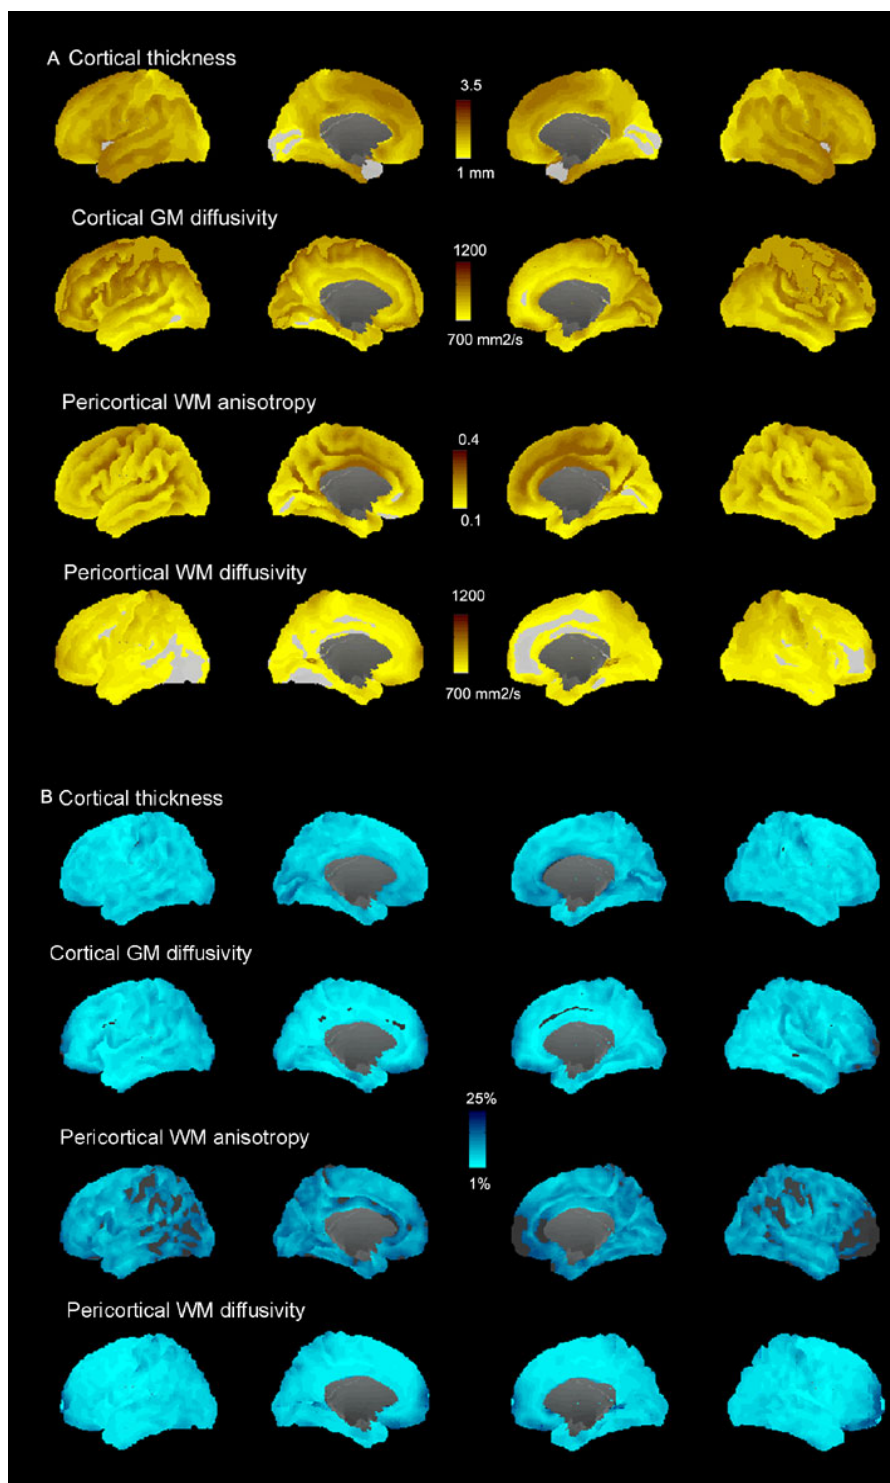 A Cortical thickness
3.5
1 mm
Cortical GM diffusivity
1200
700 mm2/s
Pericortical WM anisotropy
0.4
0.1
Pericortical WM diffusivity
1200
700 mm2/s
B Cortical thickness
Cortical GM diffusivity
25%
Pericortical WM anisotropy
1%
Pericortical WM diffusivity